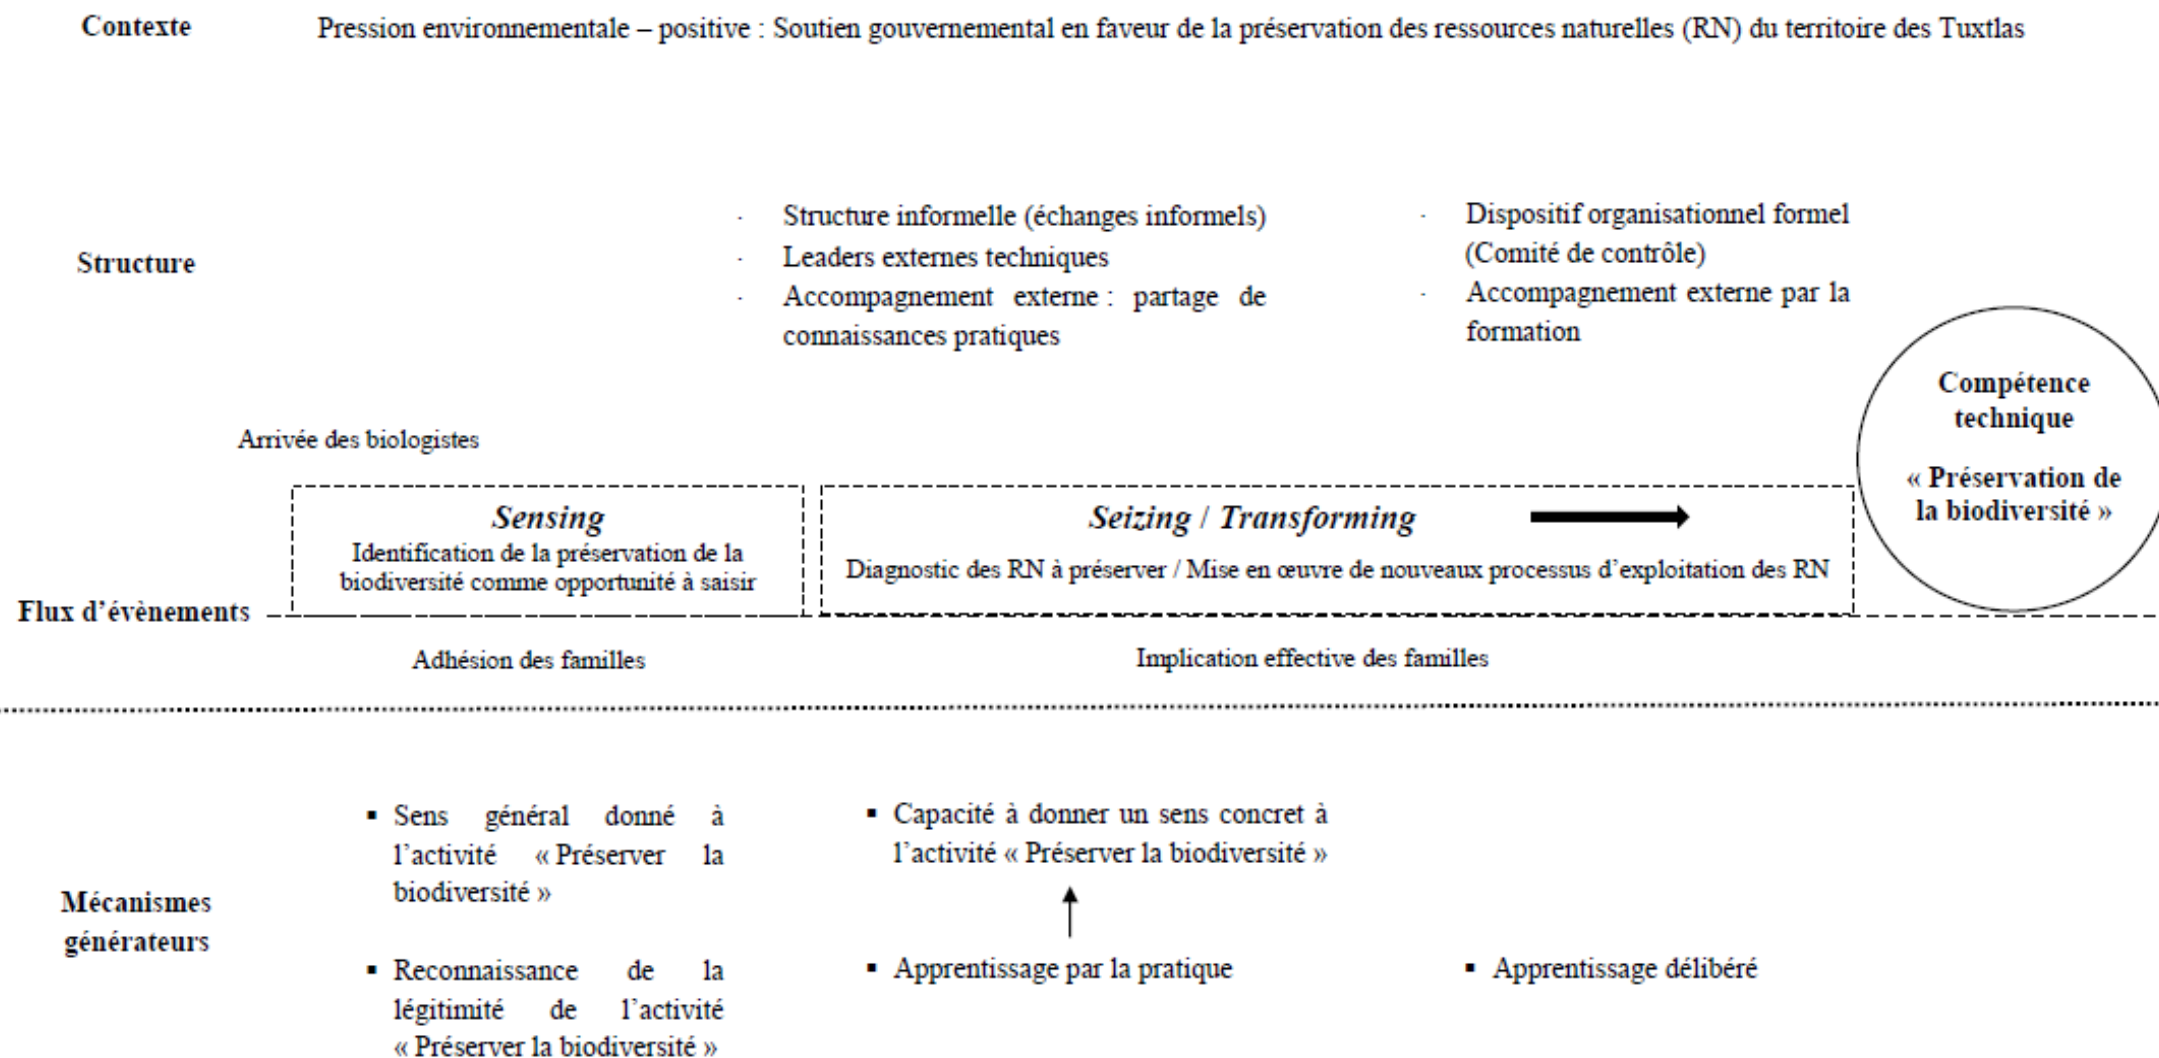 Contexte
Pression environnementale – positive : Soutien gouvernemental en faveur de la préservation des ressources naturelles (RN) du territoire des Tuxtlas
Structure
· Structure informelle (échanges informels)
· Leaders externes techniques
· Accompagnement externe : partage de
connaissances pratiques
· Dispositif organisationnel formel
(Comité de contrôle)
· Accompagnement externe par la
formation
Compétence
technique
« Préservation de
la biodiversité »
Arrivée des biologistes
Sensing
Identification de la préservation de la
biodiversité comme opportunité à saisir
Seizing / Transforming
Diagnostic des RN à préserver / Mise en œuvre de nouveaux processus d’exploitation des RN
Flux d’évènements
Adhésion des familles
Implication effective des familles
Mécanismes
générateurs
▪ Sens général donné à
l’activité « Préserver la
biodiversité »
▪ Reconnaissance de la
légitimité de l’activité
« Préserver la biodiversité »
▪ Capacité à donner un sens concret à
l’activité « Préserver la biodiversité »
▪ Apprentissage par la pratique
▪ Apprentissage délibéré